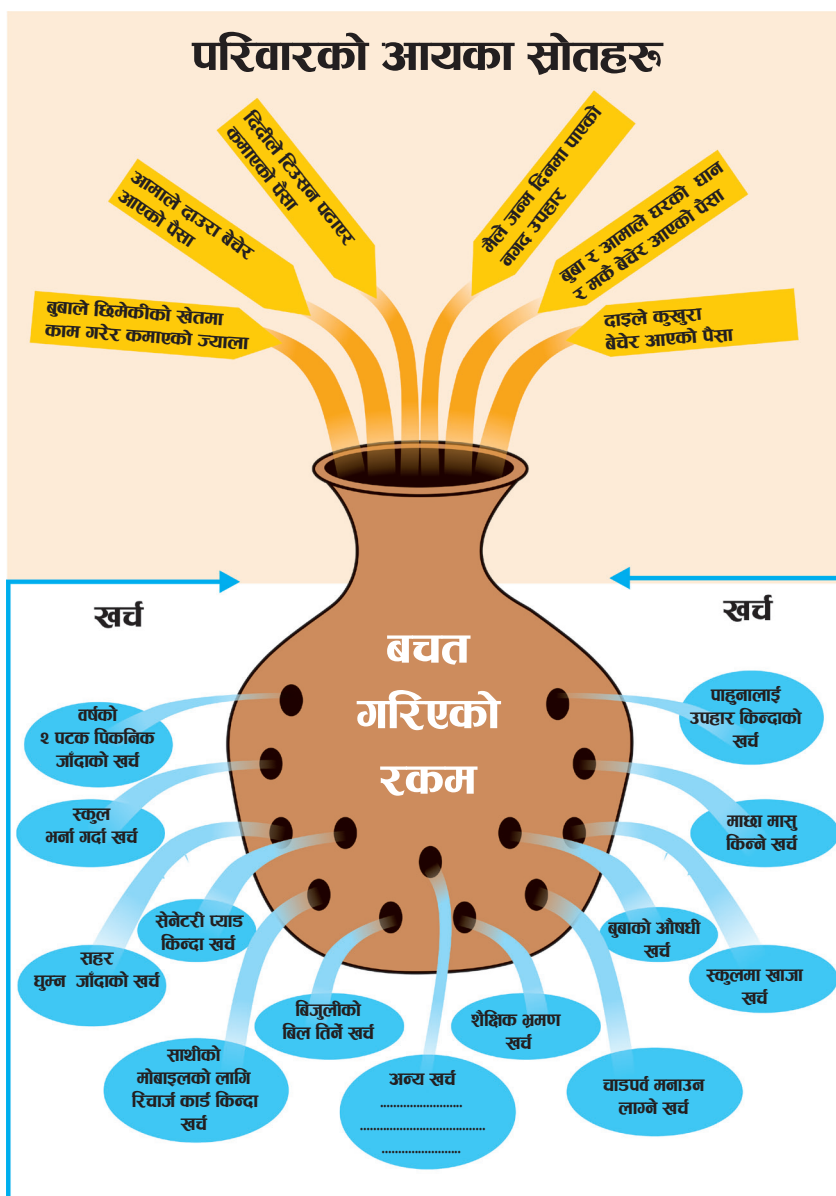 परिवारको आयका स्रोतहरु
बुबाले छिमेकीको खेतमा
काम गरेर कमाएको ज्याला
आमाले दाउरा बेचेर
आएको पैसा
दिदीले टिउसन पढाएर
कमाएको पैसा
मैले जन्म दिनमा पाएको
नगद उपहार
बुबा र आमाले घरको धान
र मकै बेचेर आएको पैसा
दाइले कुखुरा
बेचेर आएको पैसा
खर्च
खर्च
बचत
गरिएको
रकम
वर्षको
२ पटक पिकनिक
जाँदाको खर्च
स्कुल
भर्ना गर्दा खर्च
सहर
घुम्न जाँदाको खर्च
सेनेटरी प्याड
किन्दा खर्च
साथीको
मोबाइलको लागि
रिचार्ज कार्ड किन्दा
खर्च
बिजुलीको
बिल तिर्ने खर्च
अन्य खर्च
.........................
......................................
........................
शैक्षिक भ्रमण
खर्च
चाडपर्व मनाउन
लाग्ने खर्च
बुबाको औषधी
खर्च
स्कुलमा खाजा
खर्च
माछा मासु
किन्ने खर्च
पाहुनालाई
उपहार किन्दाको
खर्च